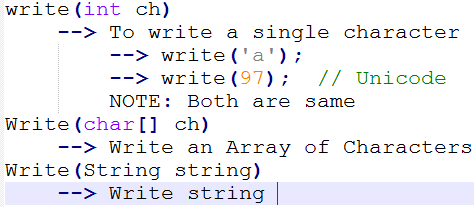 write(int ch)
--> To write a single character
--> write('a');
--> write(97);  // Unicode
NOTE: Both are same
Write(char[] ch)
--> Write an Array of Characters
Write(String string)
--> Write string